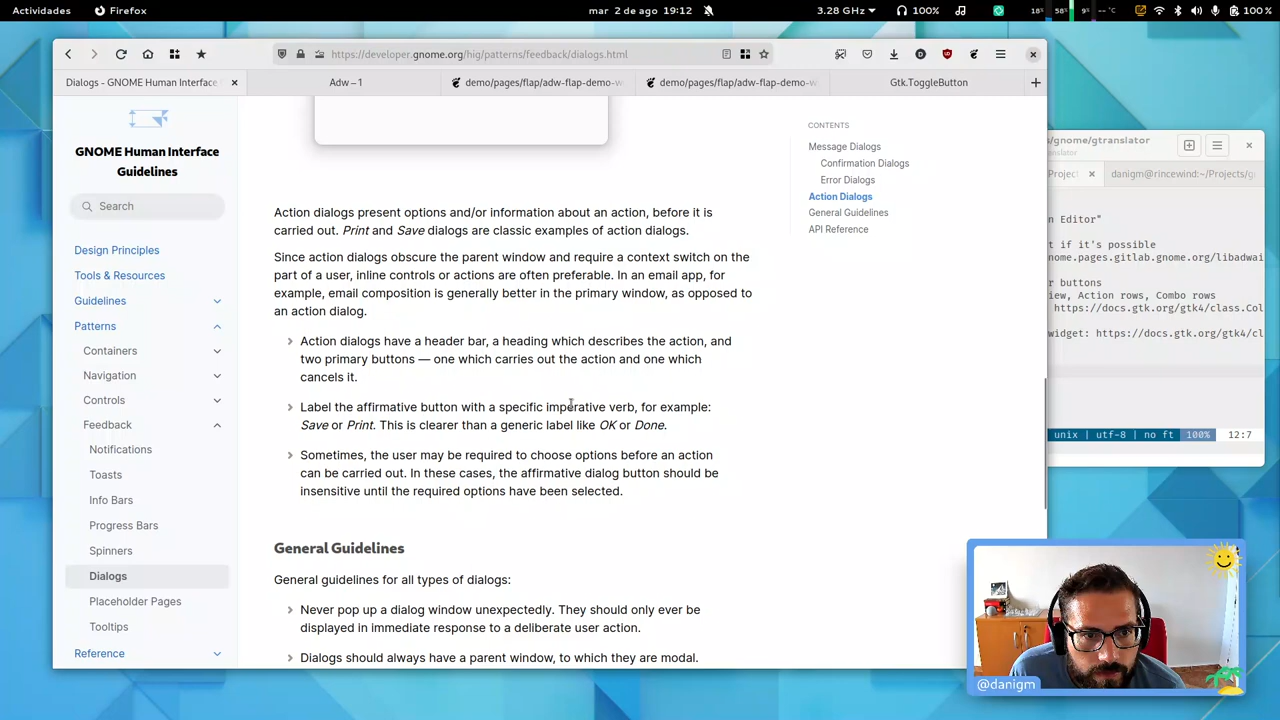 Actividades
Firefox
mar 2 de ago 19:12
3.28 GHz
100%
18%
58%
9%
-- °C
100 %
https://developer.gnome.org/hig/patterns/feedback/dialogs.html
Dialogs - GNOME Human Interface
Adw – 1
demo/pages/flap/adw-flap-demo-w
demo/pages/flap/adw-flap-demo-w
Gtk.ToggleButton
GNOME Human Interface
Guidelines
Search
Design Principles
Tools & Resources
Guidelines
Patterns
Containers
Navigation
Controls
Feedback
Notifications
Toasts
Info Bars
Progress Bars
Spinners
Dialogs
Placeholder Pages
Tooltips
Reference
Action dialogs present options and/or information about an action, before it is
carried out. Print and Save dialogs are classic examples of action dialogs.
Since action dialogs obscure the parent window and require a context switch on the
part of a user, inline controls or actions are often preferable. In an email app, for
example, email composition is generally better in the primary window, as opposed to
an action dialog.
Action dialogs have a header bar, a heading which describes the action, and
two primary buttons — one which carries out the action and one which
cancels it.
Label the affirmative button with a specific imperative verb, for example:
Save or Print. This is clearer than a generic label like OK or Done.
Sometimes, the user may be required to choose options before an action
can be carried out. In these cases, the affirmative dialog button should be
insensitive until the required options have been selected.
General Guidelines
General guidelines for all types of dialogs:
Never pop up a dialog window unexpectedly. They should only ever be
displayed in immediate response to a deliberate user action.
Dialogs should always have a parent window, to which they are modal.
CONTENTS
Message Dialogs
Confirmation Dialogs
Error Dialogs
Action Dialogs
General Guidelines
API Reference
s/gnome/gtranslator
nslator
Project
danigm@rincewind:~/Projects/g
n Editor"
t if it's possible
nome.pages.gitlab.gnome.org/libadwai
r buttons
iew, Action rows, Combo rows
https://docs.gtk.org/gtk4/class.Col
widget: https://docs.gtk.org/gtk4/cl
unix | utf-8 | no ft 100% 12:7
@danigm